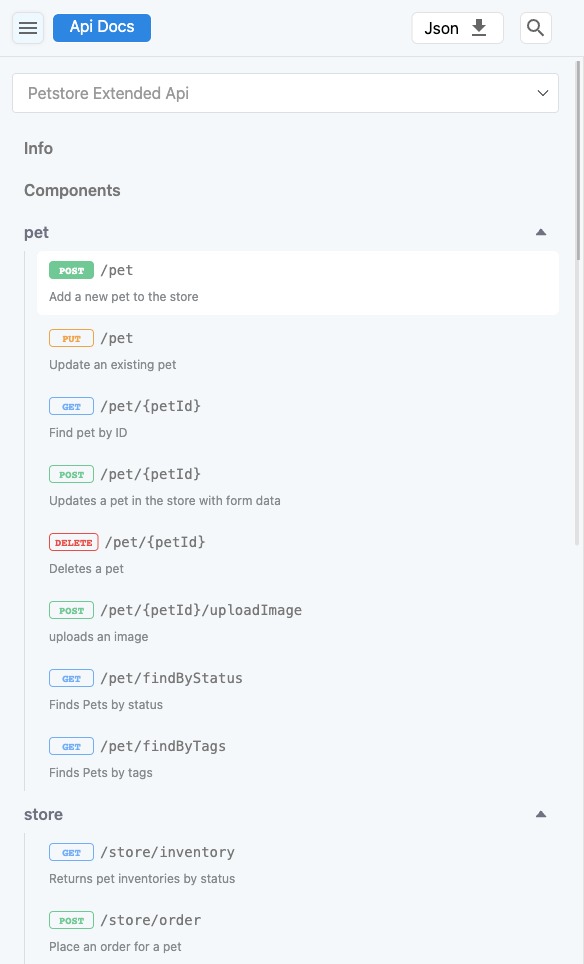 Api Docs
Json
Petstore Extended Api
Info
Components
pet
POST /pet
Add a new pet to the store
PUT /pet
Update an existing pet
GET /pet/{petId}
Find pet by ID
POST /pet/{petId}
Updates a pet in the store with form data
DELETE /pet/{petId}
Deletes a pet
POST /pet/{petId}/uploadImage
uploads an image
GET /pet/findByStatus
Finds Pets by status
GET /pet/findByTags
Finds Pets by tags
store
GET /store/inventory
Returns pet inventories by status
POST /store/order
Place an order for a pet